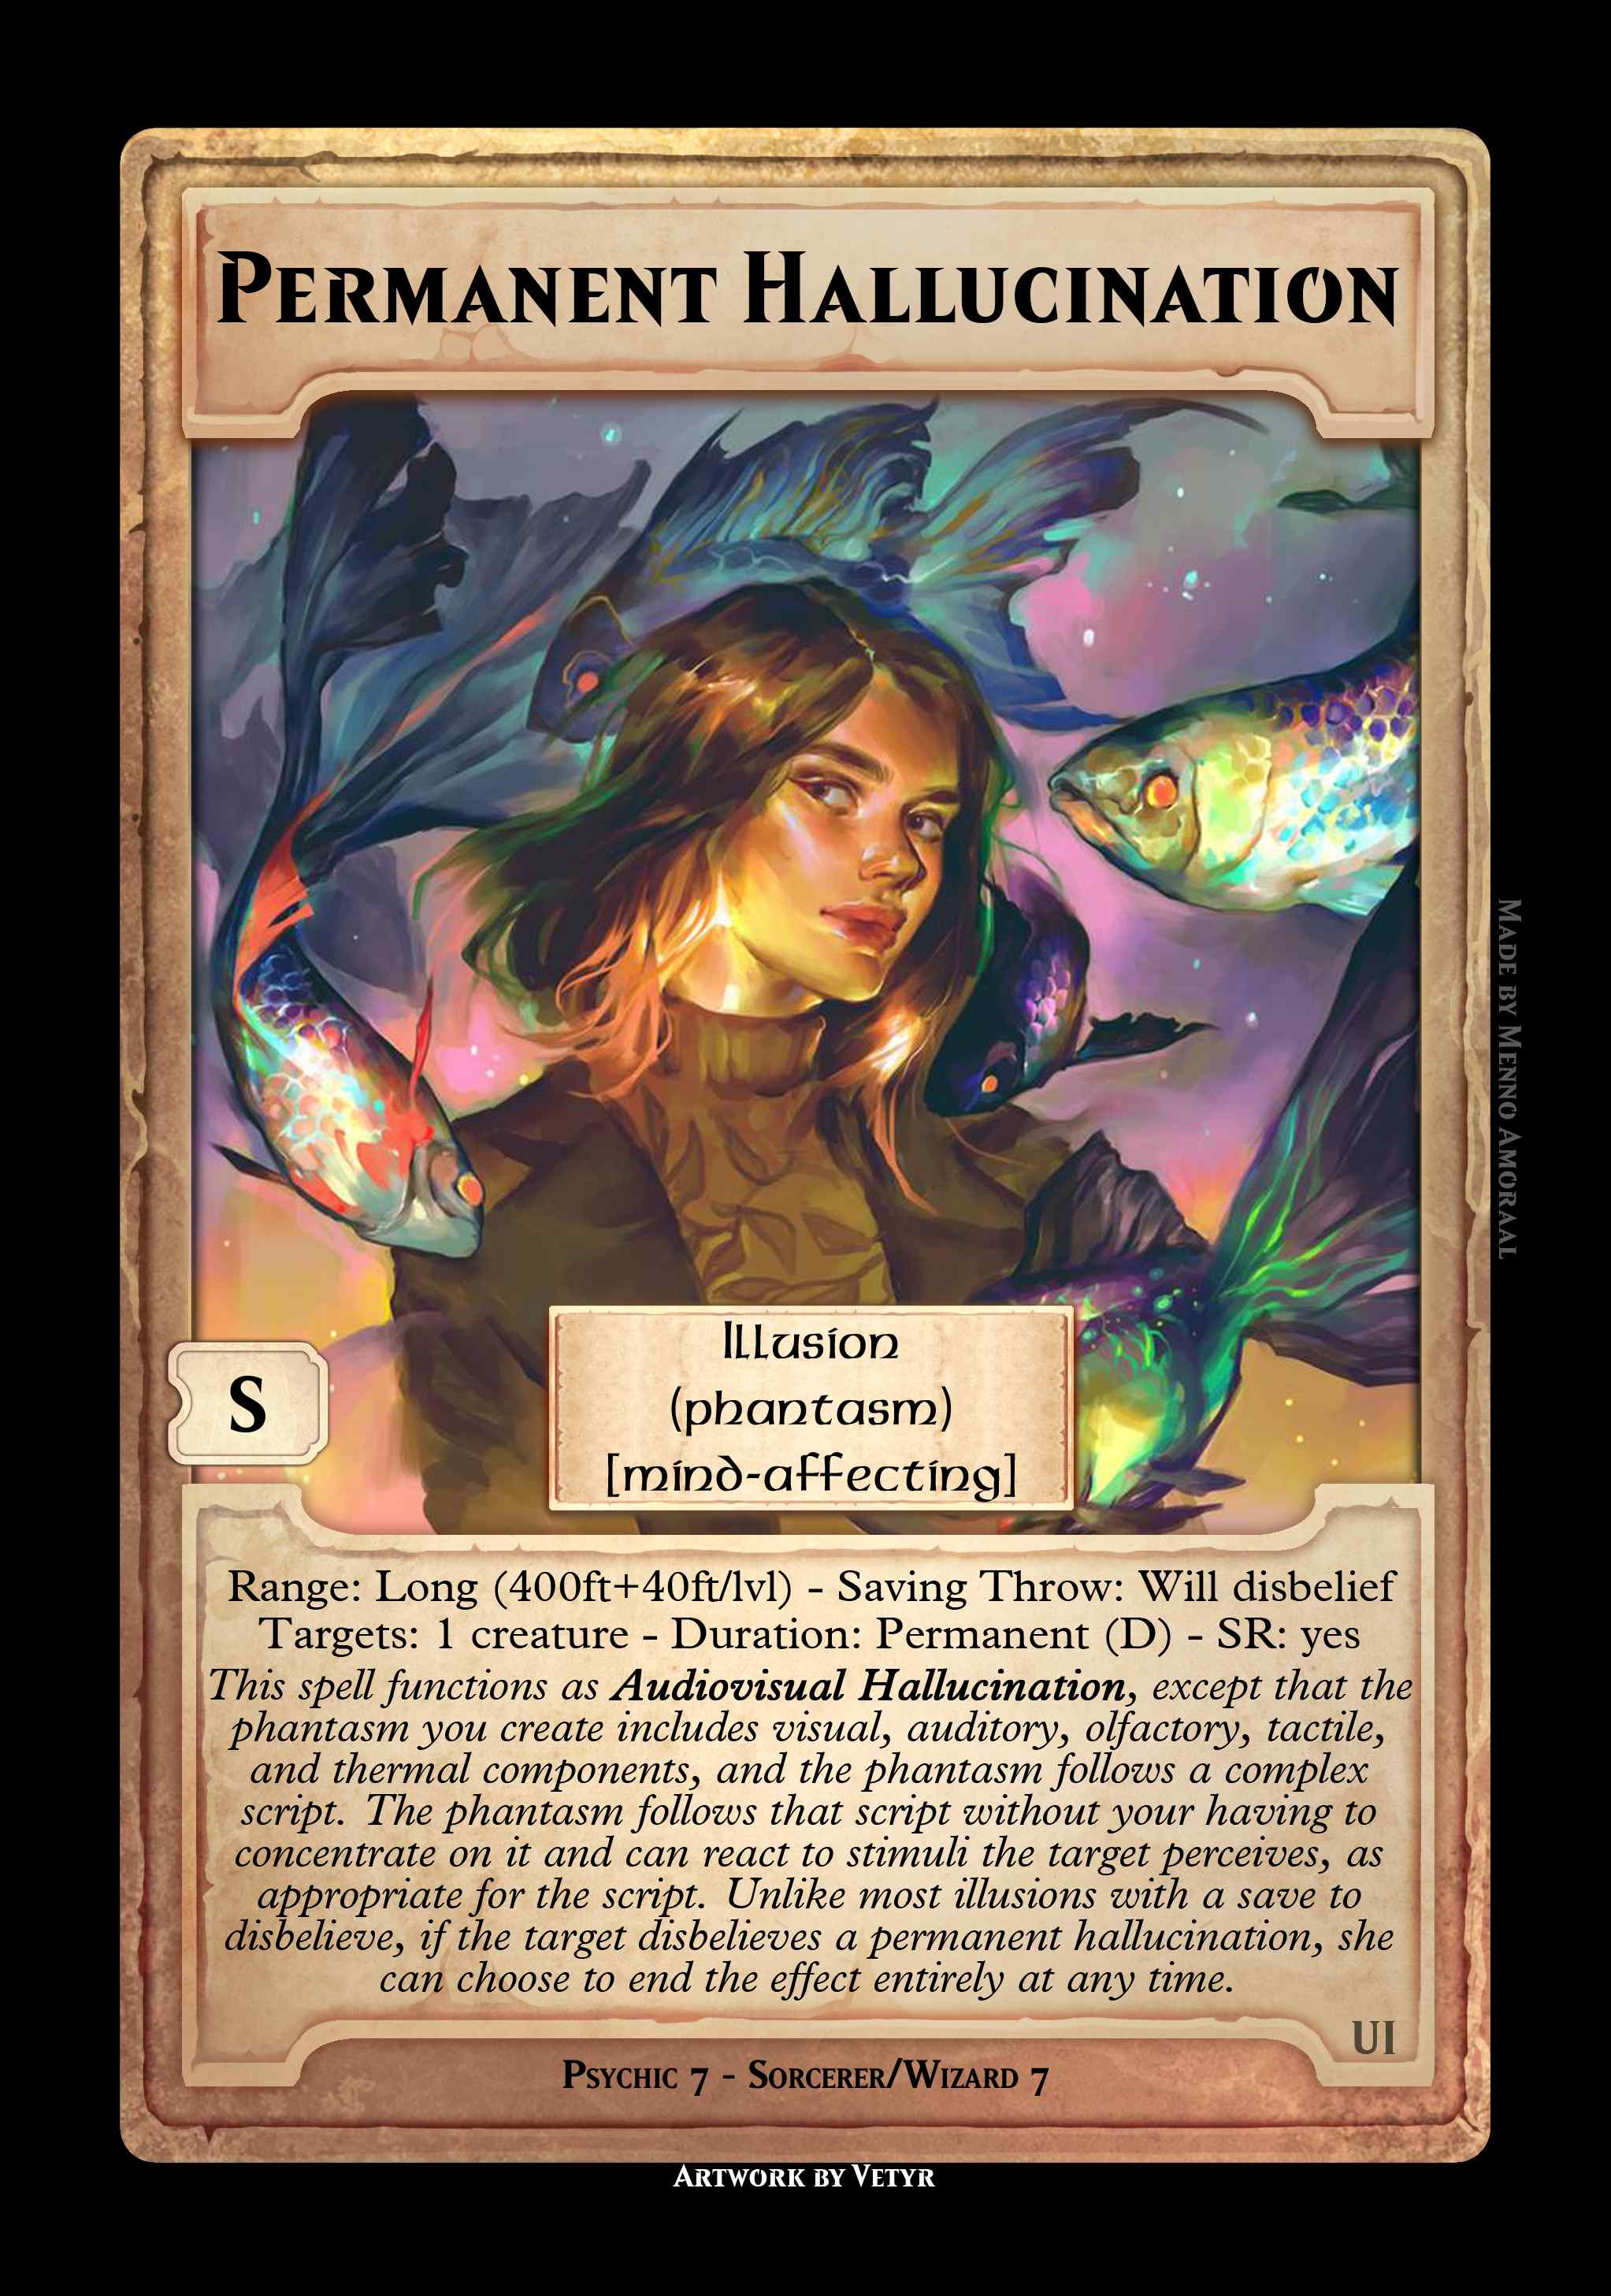 Permanent Hallucination
Made by Menno Amoraal
S
Illusion
(phantasm)
[mind-affecting]
Range: Long (400ft+40ft/lvl) - Saving Throw: Will disbelief
Targets: 1 creature - Duration: Permanent (D) - SR: yes
This spell functions as Audiovisual Hallucination, except that the
phantasm you create includes visual, auditory, olfactory, tactile,
and thermal components, and the phantasm follows a complex
script. The phantasm follows that script without your having to
concentrate on it and can react to stimuli the target perceives, as
appropriate for the script. Unlike most illusions with a save to
disbelieve, if the target disbelieves a permanent hallucination, she
can choose to end the effect entirely at any time.
UI
Psychic 7 - Sorcerer/Wizard 7
Artwork by Vetyr